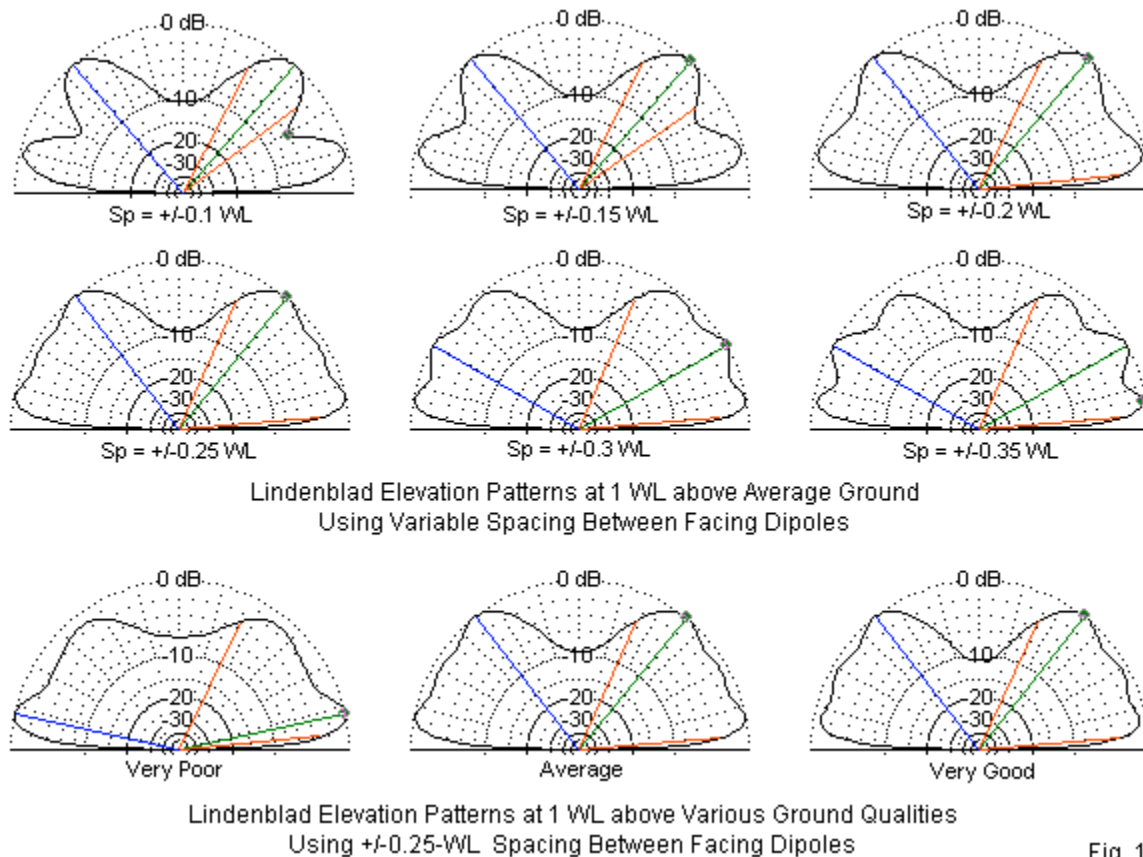 0 dB 0 dB 0 dB
-10 -10 -10
-20 -20 -20
-30 -30 -30
Sp = +/-0.1 WL Sp = +/-0.15 WL Sp = +/-0.2 WL
0 dB 0 dB 0 dB
-10 -10 -10
-20 -20 -20
-30 -30 -30
Sp = +/-0.25 WL Sp = +/-0.3 WL Sp = +/-0.35 WL
Lindenblad Elevation Patterns at 1 WL above Average Ground
Using Variable Spacing Between Facing Dipoles
0 dB 0 dB 0 dB
-10 -10 -10
-20 -20 -20
-30 -30 -30
Very Poor Average Very Good
Lindenblad Elevation Patterns at 1 WL above Various Ground Qualities
Using +/-0.25-WL Spacing Between Facing Dipoles
Fig. 1